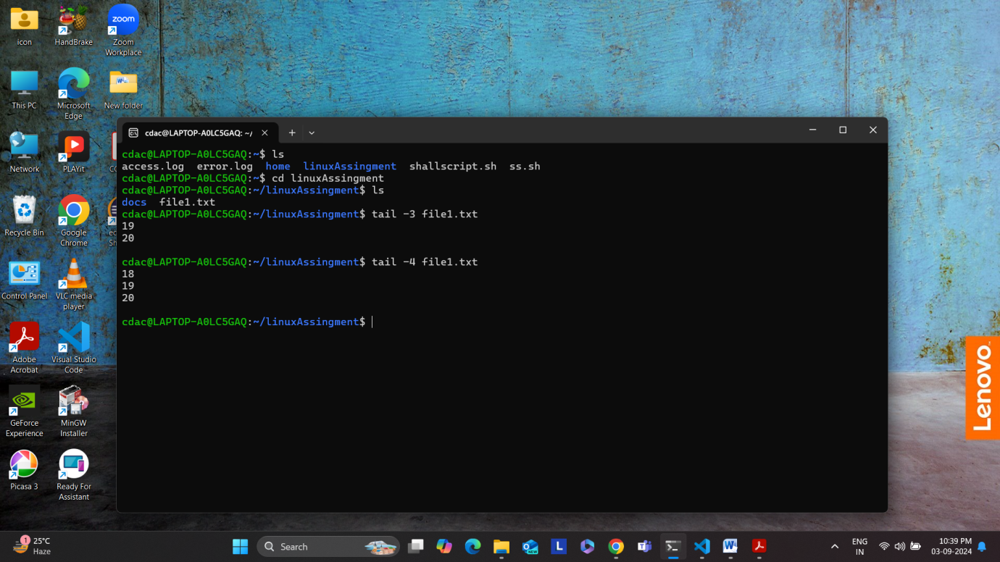 icon
HandBrake
zoom
Zoom
Workplace
This PC
Microsoft
Edge
New folder
Network
PLAYit
Recycle Bin
Google
Chrome
Control Panel
VLC media
player
Adobe
Acrobat
Visual Studio
Code
GeForce
Experience
MinGW
Installer
Picasa 3
Ready For
Assistant
cdac@LAPTOP-A0LC5GAQ: ~/
cdac@LAPTOP-A0LC5GAQ:~$ ls
access.log  error.log  home  linuxAssingment  shallscript.sh  ss.sh
cdac@LAPTOP-A0LC5GAQ:~$ cd linuxAssingment
cdac@LAPTOP-A0LC5GAQ:~/linuxAssingment$ ls
docs  file1.txt
cdac@LAPTOP-A0LC5GAQ:~/linuxAssingment$ tail -3 file1.txt
19
20
cdac@LAPTOP-A0LC5GAQ:~/linuxAssingment$ tail -4 file1.txt
18
19
20
cdac@LAPTOP-A0LC5GAQ:~/linuxAssingment$
Lenovo
1
25°C
Haze
Search
NEW
L
ENG
IN
10:39 PM
03-09-2024